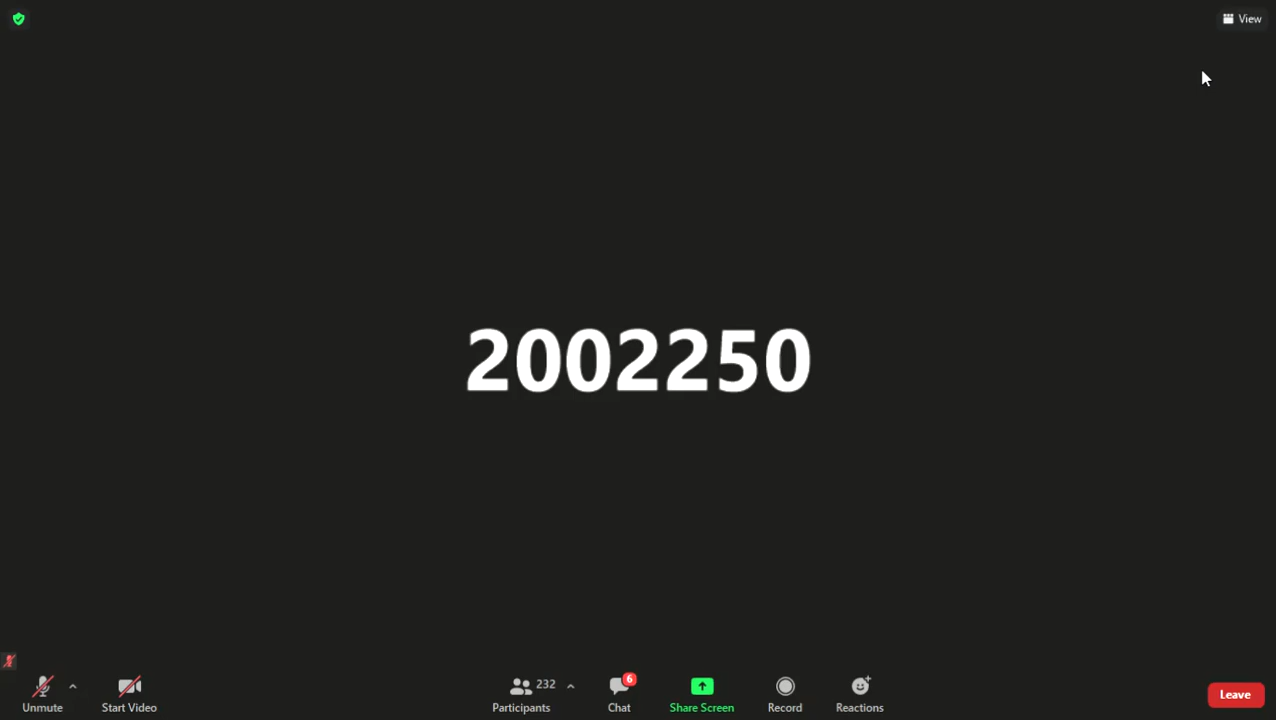 View
2002250
232
6
Unmute
Start Video
Participants
Chat
Share Screen
Record
Reactions
Leave